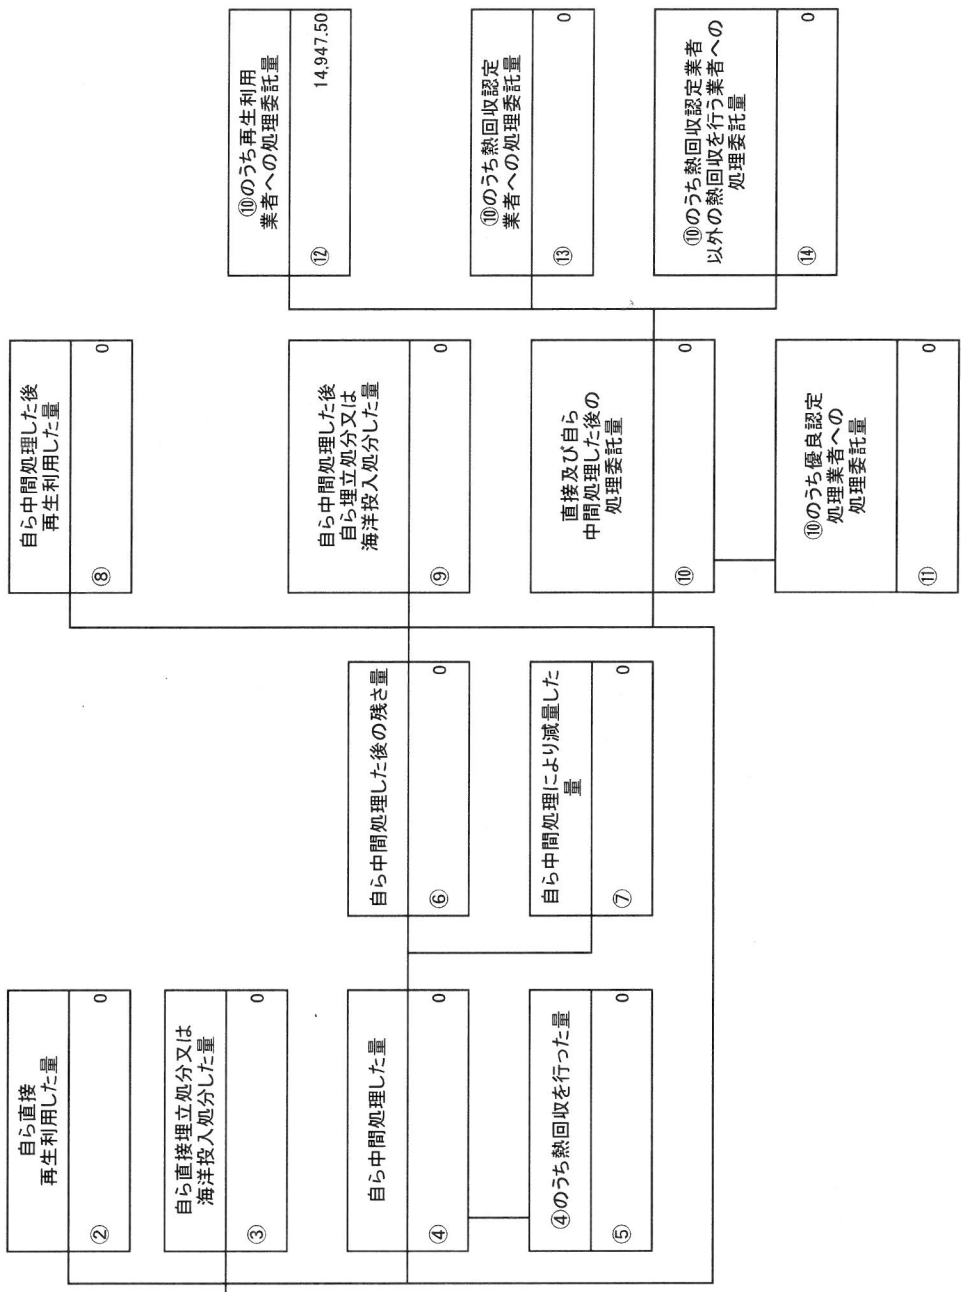 自ら直接
再生利用した量
② 0
自ら直接埋立処分又は
海洋投入処分した量
③ 0
自ら中間処理した量
④ 0
④のうち熱回収を行った量
⑤ 0
自ら中間処理した後の残さ量
⑥ 0
自ら中間処理により減量した
量
⑦ 0
自ら中間処理した後
再生利用した量
⑧ 0
自ら中間処理した後
自ら埋立処分又は
海洋投入処分した量
⑨ 0
直接及び自ら
中間処理した後の
処理委託量
⑩ 0
⑩のうち優良認定
処理業者への
処理委託量
⑪ 0
⑩のうち再生利用
業者への処理委託量
⑫ 14,947.50
⑩のうち熱回収認定
業者への処理委託量
⑬ 0
⑩のうち熱回収認定業者
以外の熱回収を行う業者への
処理委託量
⑭ 0